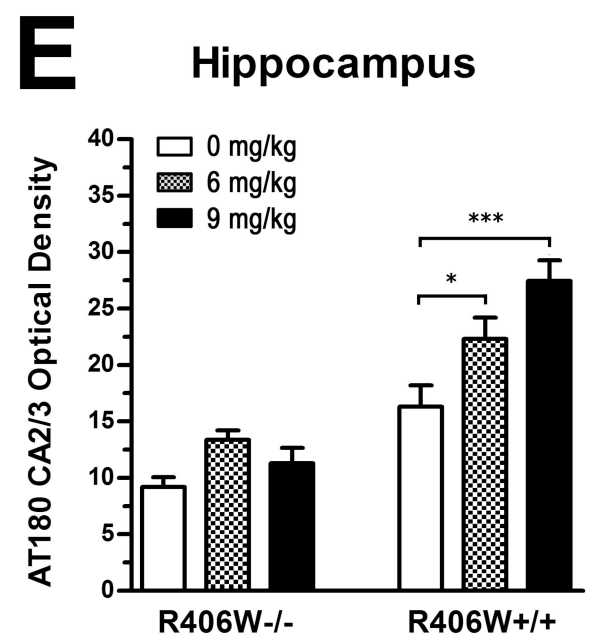 E
Hippocampus
AT180 CA2/3 Optical Density
40
35
30
25
20
15
10
5
0
0 mg/kg
6 mg/kg
9 mg/kg
***
*
R406W-/-
R406W+/+